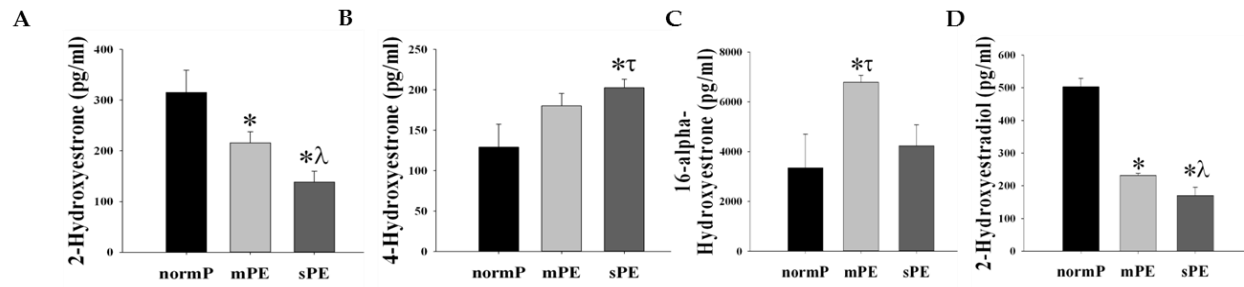 A
2-Hydroxyestrone (pg/ml)
400
300
200
100
0
*
*λ
normP mPE sPE
B
4-Hydroxyestrone (pg/ml)
250
200
150
100
50
0
*τ
normP mPE sPE
C
16-alpha-
Hydroxyestrone (pg/ml)
8000
6000
4000
2000
0
*τ
normP mPE sPE
D
2-Hydroxyestradiol (pg/ml)
600
500
400
300
200
100
0
*
*λ
normP mPE sPE